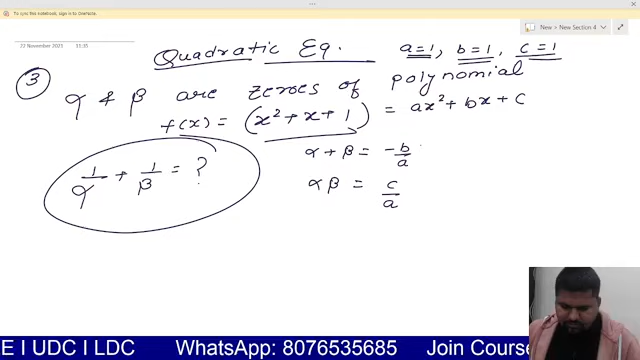 To sync this notebook, sign in to OneNote.
New
New Section 4
22 November 2021 11:35
Quadratic Eq.
a=1, b=1, c=1
③ α & β are zeroes of polynomial
f(x) = (x²+x+1) = ax²+bx+c
1/α + 1/β = ?
α + β = -b/a
αβ = c/a
E I UDC I LDC WhatsApp: 8076535685 Join Course